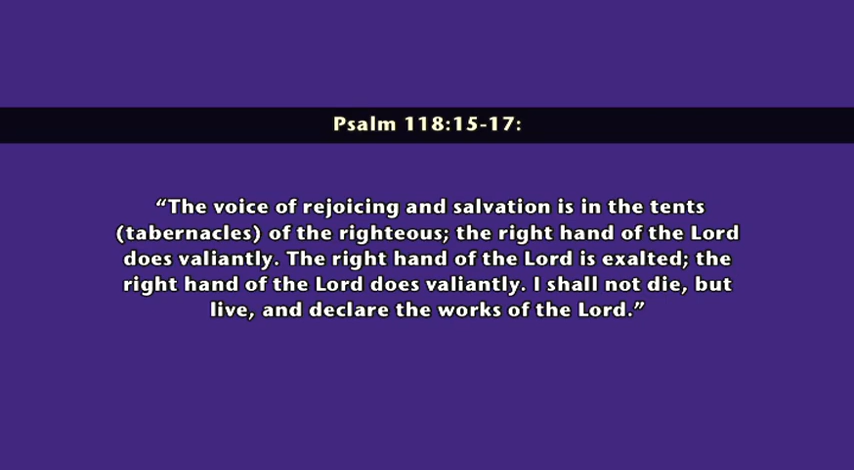 Psalm 118:15-17:
“The voice of rejoicing and salvation is in the tents
(tabernacles) of the righteous; the right hand of the Lord
does valiantly. The right hand of the Lord is exalted; the
right hand of the Lord does valiantly. I shall not die, but
live, and declare the works of the Lord.”